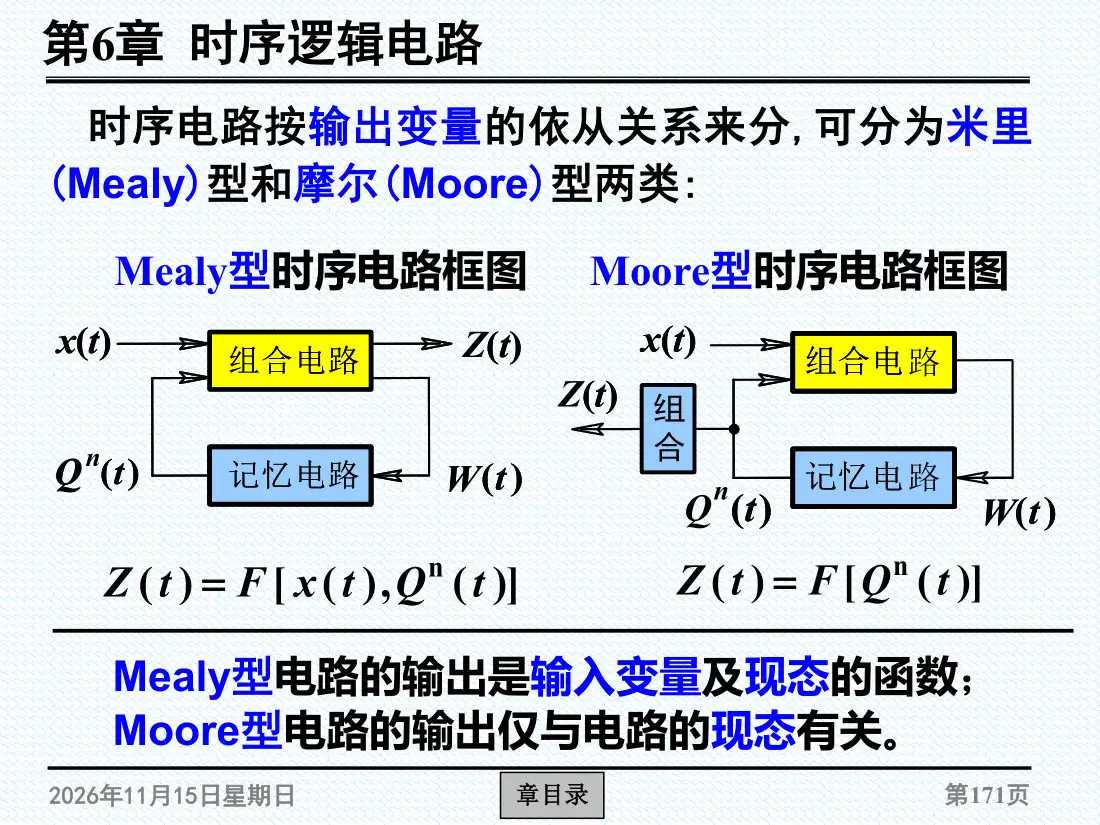 第6章 时序逻辑电路
时序电路按输出变量的依从关系来分,可分为米里
(Mealy)型和摩尔(Moore)型两类:
Mealy型时序电路框图
Moore型时序电路框图
x(t)
组合电路
Z(t)
Qⁿ(t)
记忆电路
W(t)
x(t)
组合电路
Z(t)
组
合
记忆电路
Qⁿ(t)
W(t)
Z(t)=F[x(t),Qⁿ(t)]
Z(t)=F[Qⁿ(t)]
Mealy型电路的输出是输入变量及现态的函数;
Moore型电路的输出仅与电路的现态有关。
2026年11月15日星期日
章目录
第171页